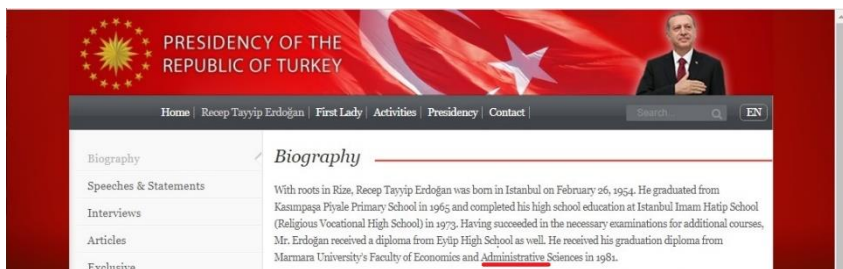 PRESIDENCY OF THE
REPUBLIC OF TURKEY
Home | Recep Tayyip Erdoğan | First Lady | Activities | Presidency | Contact |
Search...
EN
Biography
Speeches & Statements
Interviews
Articles
Exclusive
Biography
With roots in Rize, Recep Tayyip Erdoğan was born in Istanbul on February 26, 1954. He graduated from
Kasımpaşa Piyale Primary School in 1965 and completed his high school education at Istanbul Imam Hatip School
(Religious Vocational High School) in 1973. Having succeeded in the necessary examinations for additional courses,
Mr. Erdoğan received a diploma from Eyüp High School as well. He received his graduation diploma from
Marmara University's Faculty of Economics and Administrative Sciences in 1981.